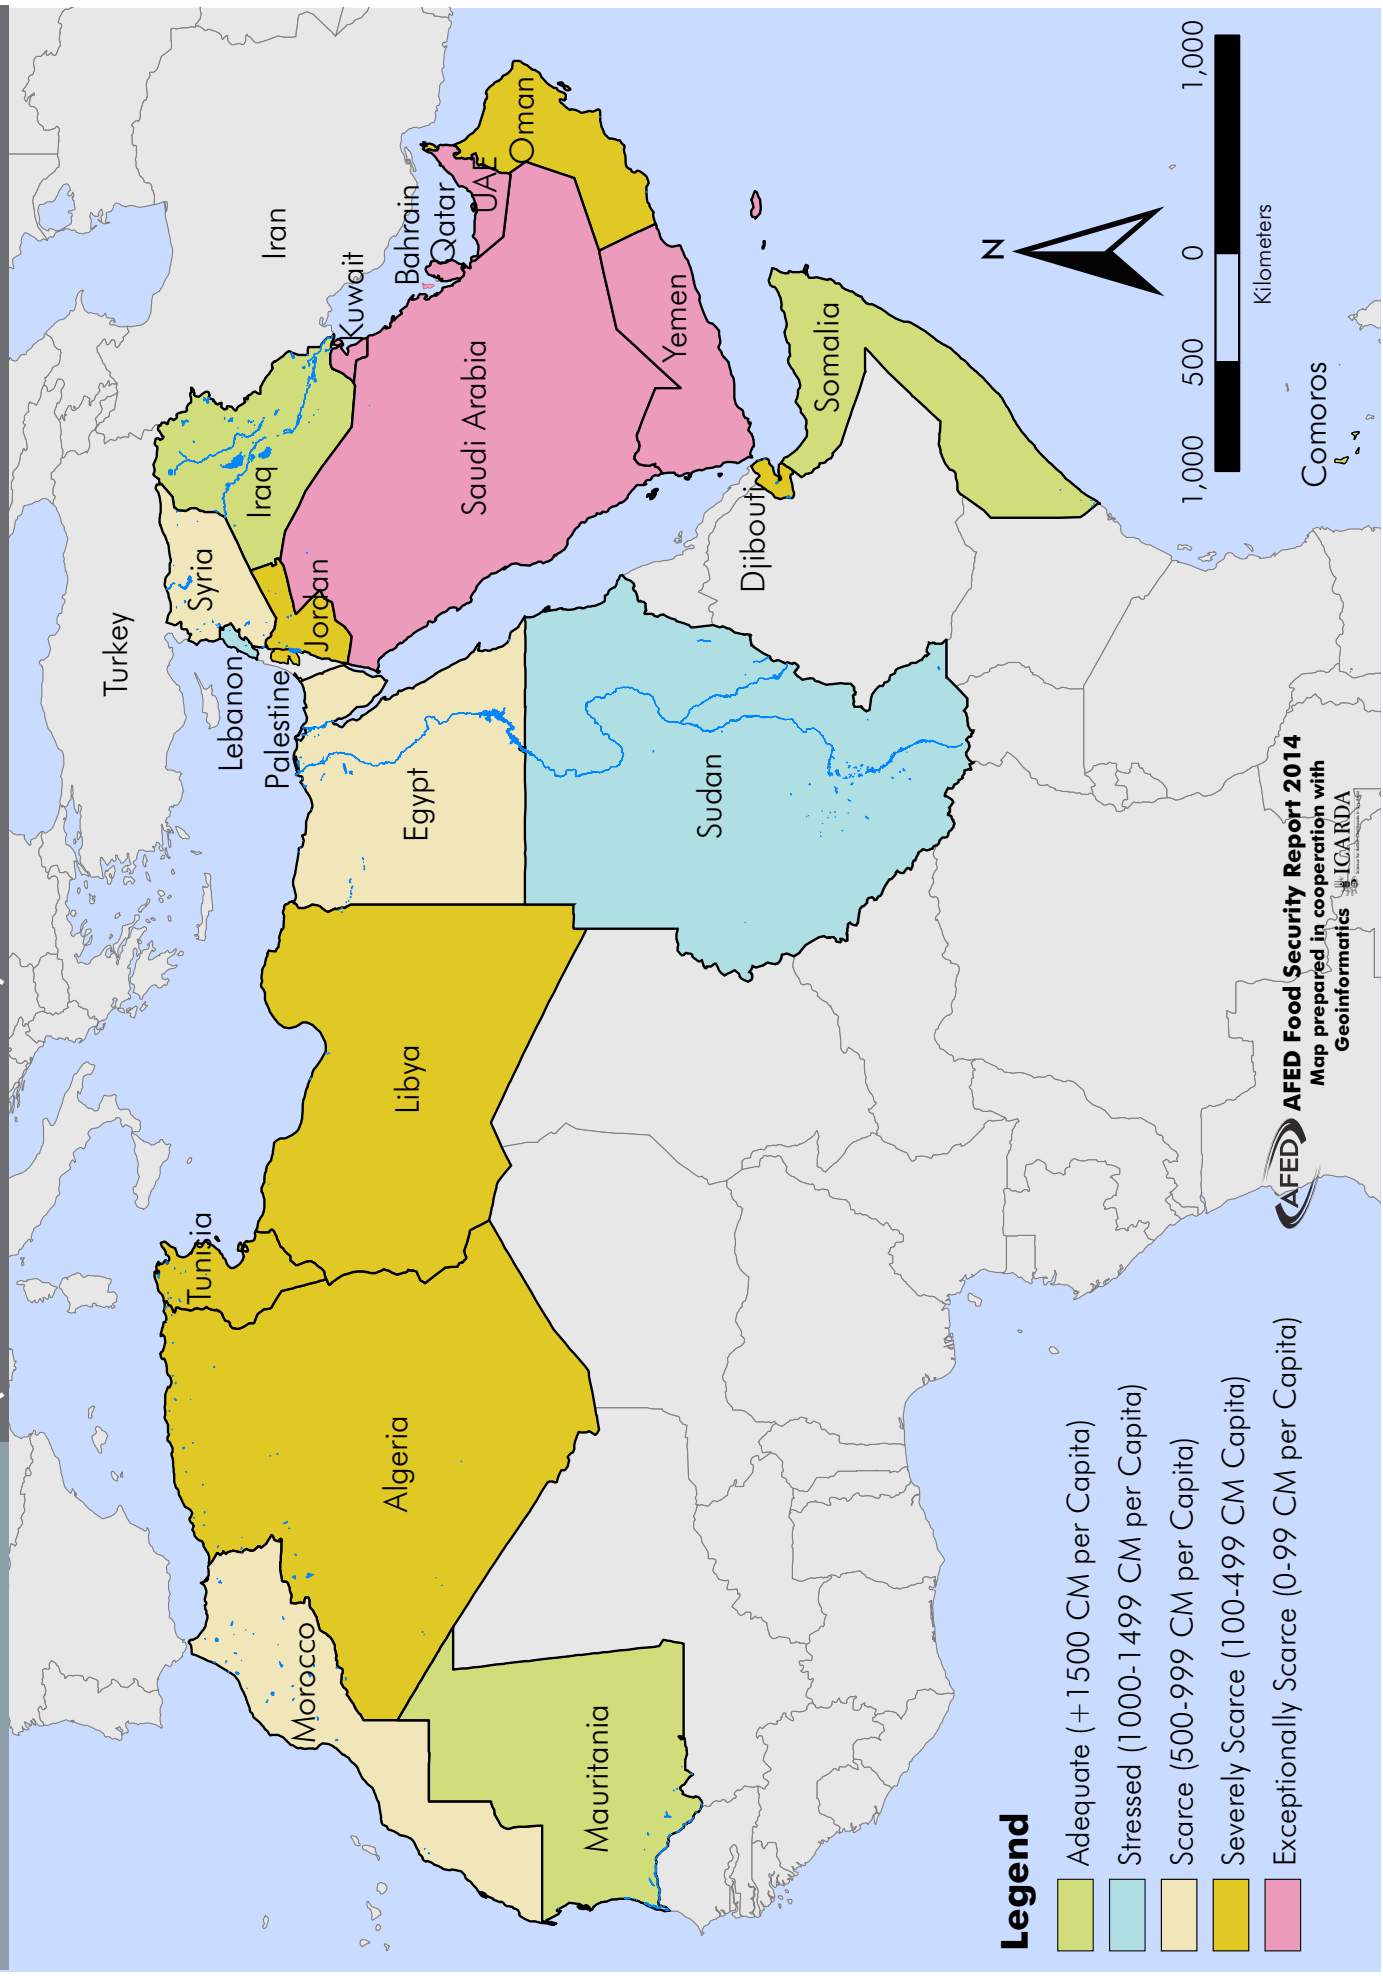 Turkey
Iran
Syria
Iraq
Lebanon
Palestine
Jordan
Kuwait
Bahrain
Qatar
UAE
Oman
Saudi Arabia
Yemen
Tunisia
Morocco
Algeria
Libya
Egypt
Mauritania
Sudan
Djibouti
Somalia
Comoros
N
1,000
500
0
1,000
Kilometers
Legend
Adequate (+1500 CM per Capita)
Stressed (1000-1499 CM per Capita)
Scarce (500-999 CM per Capita)
Severely Scarce (100-499 CM Capita)
Exceptionally Scarce (0-99 CM per Capita)
AFED
AFED Food Security Report 2014
Map prepared in cooperation with
Geoinformatics
ICARDA